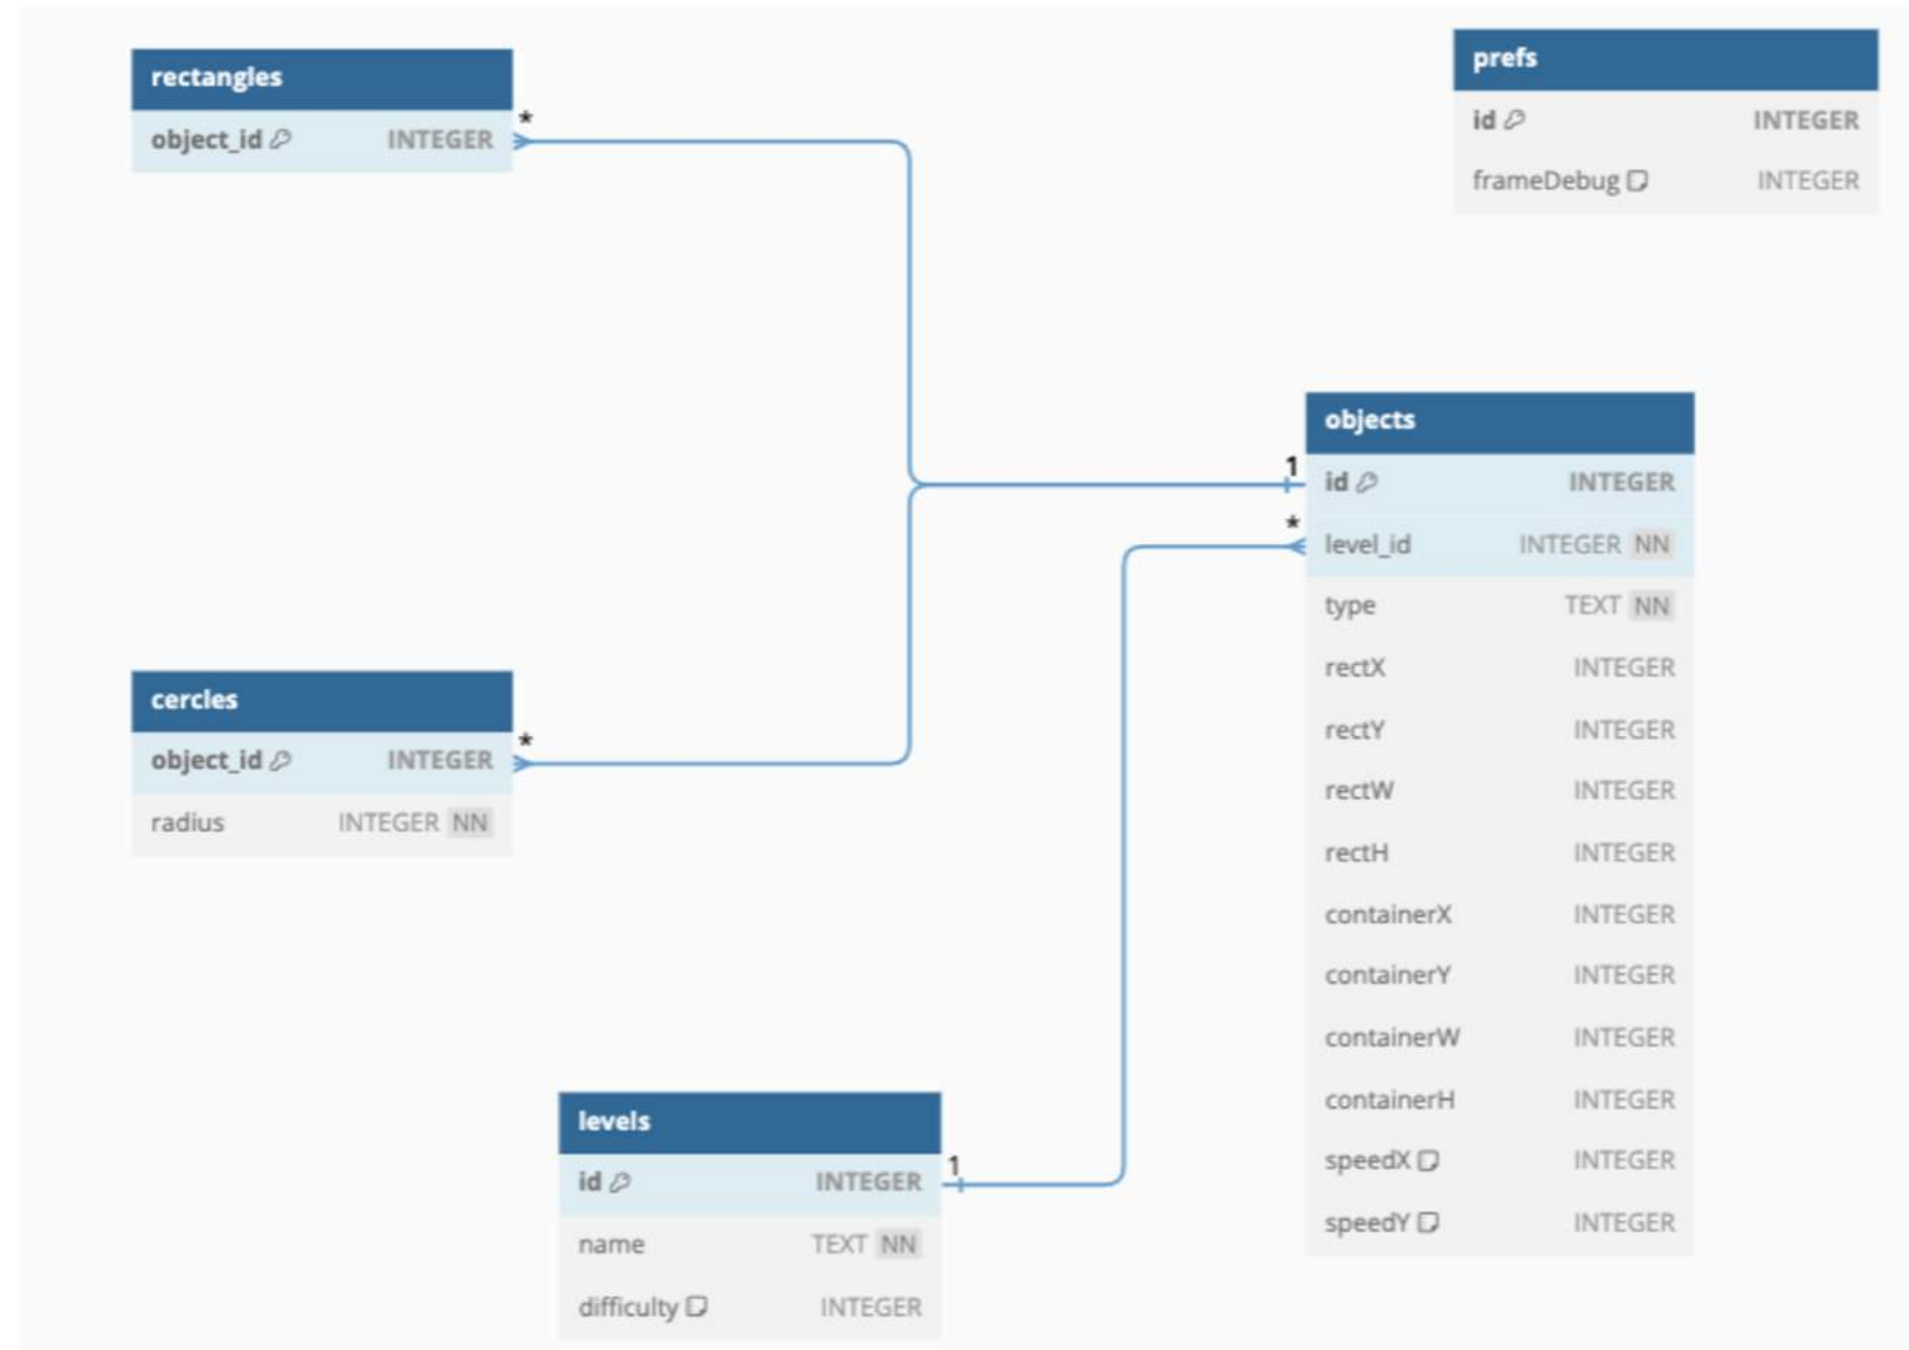 rectangles
object_id INTEGER
*
prefs
id INTEGER
frameDebug INTEGER
objects
1
id INTEGER
*
level_id INTEGER NN
type TEXT NN
rectX INTEGER
rectY INTEGER
rectW INTEGER
rectH INTEGER
containerX INTEGER
containerY INTEGER
containerW INTEGER
containerH INTEGER
speedX INTEGER
speedY INTEGER
cercles
*
object_id INTEGER
radius INTEGER NN
levels
1
id INTEGER
name TEXT NN
difficulty INTEGER